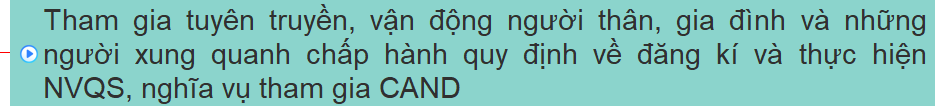 Tham gia tuyên truyền, vận động người thân, gia đình và những
người xung quanh chấp hành quy định về đăng kí và thực hiện
NVQS, nghĩa vụ tham gia CAND